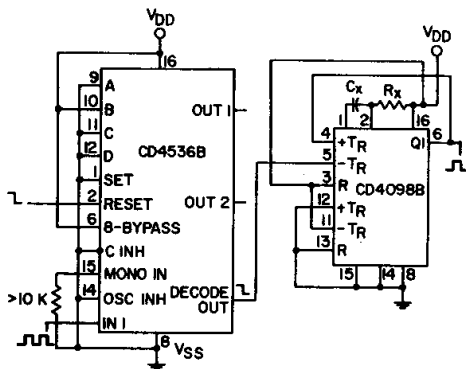 VDD
16
9 A
10 B
OUT 1
11 C
12 D
CD4536B
1 SET
2 RESET
OUT 2
6 8-BYPASS
C INH
15 MONO IN
>10 K
14 OSC INH
DECODE OUT
IN 1
8 VSS
VDD
CX
RX
1
2
16
4 +TR
Q1 6
5 -TR
3 R
CD4098B
12 +TR
11 -TR
13 R
15
14
8